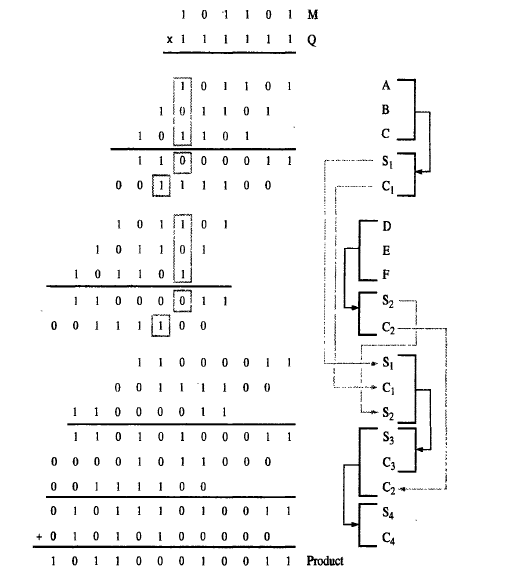 1 0 1 1 0 1 M
x 1 1 1 1 1 1 Q
1 0 1 1 0 1 A
1 0 1 1 0 1 B
1 0 1 1 0 1 C
1 1 0 0 0 0 1 1 S1
0 0 1 1 1 1 0 0 C1
1 0 1 1 0 1 D
1 0 1 1 0 1 E
1 0 1 1 0 1 F
1 1 0 0 0 0 1 1 S2
0 0 1 1 1 1 0 0 C2
1 1 0 0 0 0 1 1 S1
0 0 1 1 1 1 0 0 C1
1 1 0 0 0 0 1 1 S2
1 1 0 1 0 1 0 0 0 1 1 S3
0 0 0 0 1 0 1 1 0 0 0 C3
0 0 1 1 1 1 0 0 C2
0 1 0 1 1 1 0 1 0 0 1 1 S4
+ 0 1 0 1 0 1 0 0 0 0 0 C4
1 0 1 1 0 0 0 1 0 0 1 1 Product